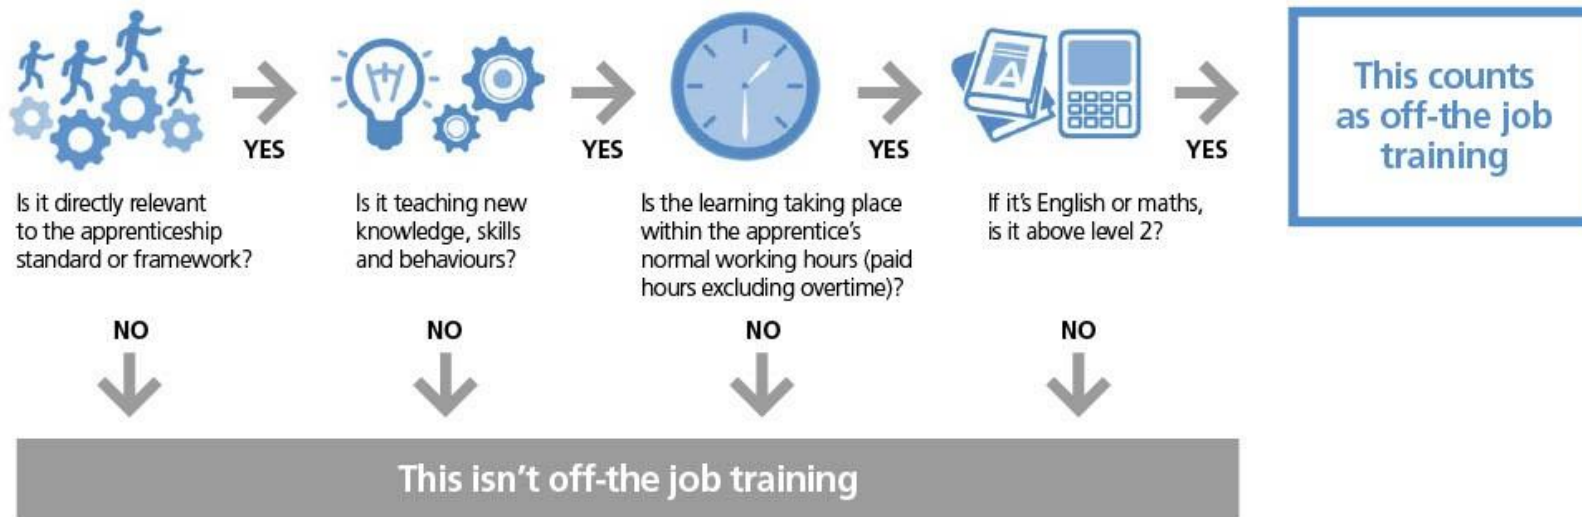 YES
YES
YES
YES
Is it directly relevant
to the apprenticeship
standard or framework?
Is it teaching new
knowledge, skills
and behaviours?
Is the learning taking place
within the apprentice's
normal working hours (paid
hours excluding overtime)?
If it's English or maths,
is it above level 2?
A
This counts
as off-the job
training
NO
NO
NO
NO
This isn't off-the job training